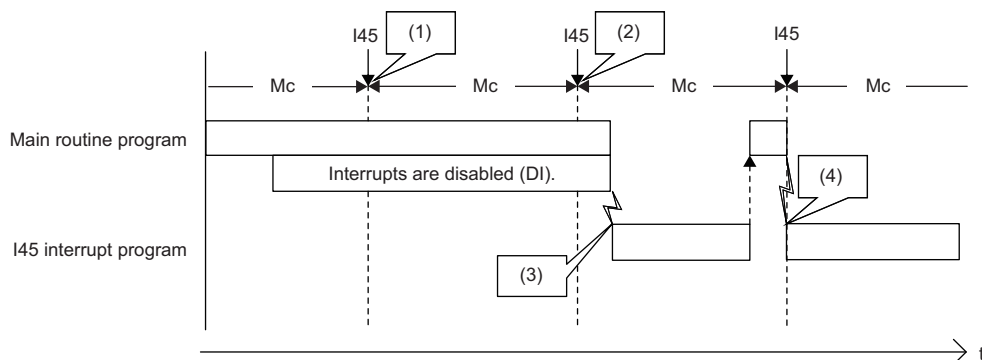 I45 (1) I45 (2) I45
Mc Mc Mc Mc
Main routine program
Interrupts are disabled (DI).
(4)
I45 interrupt program
(3)
t